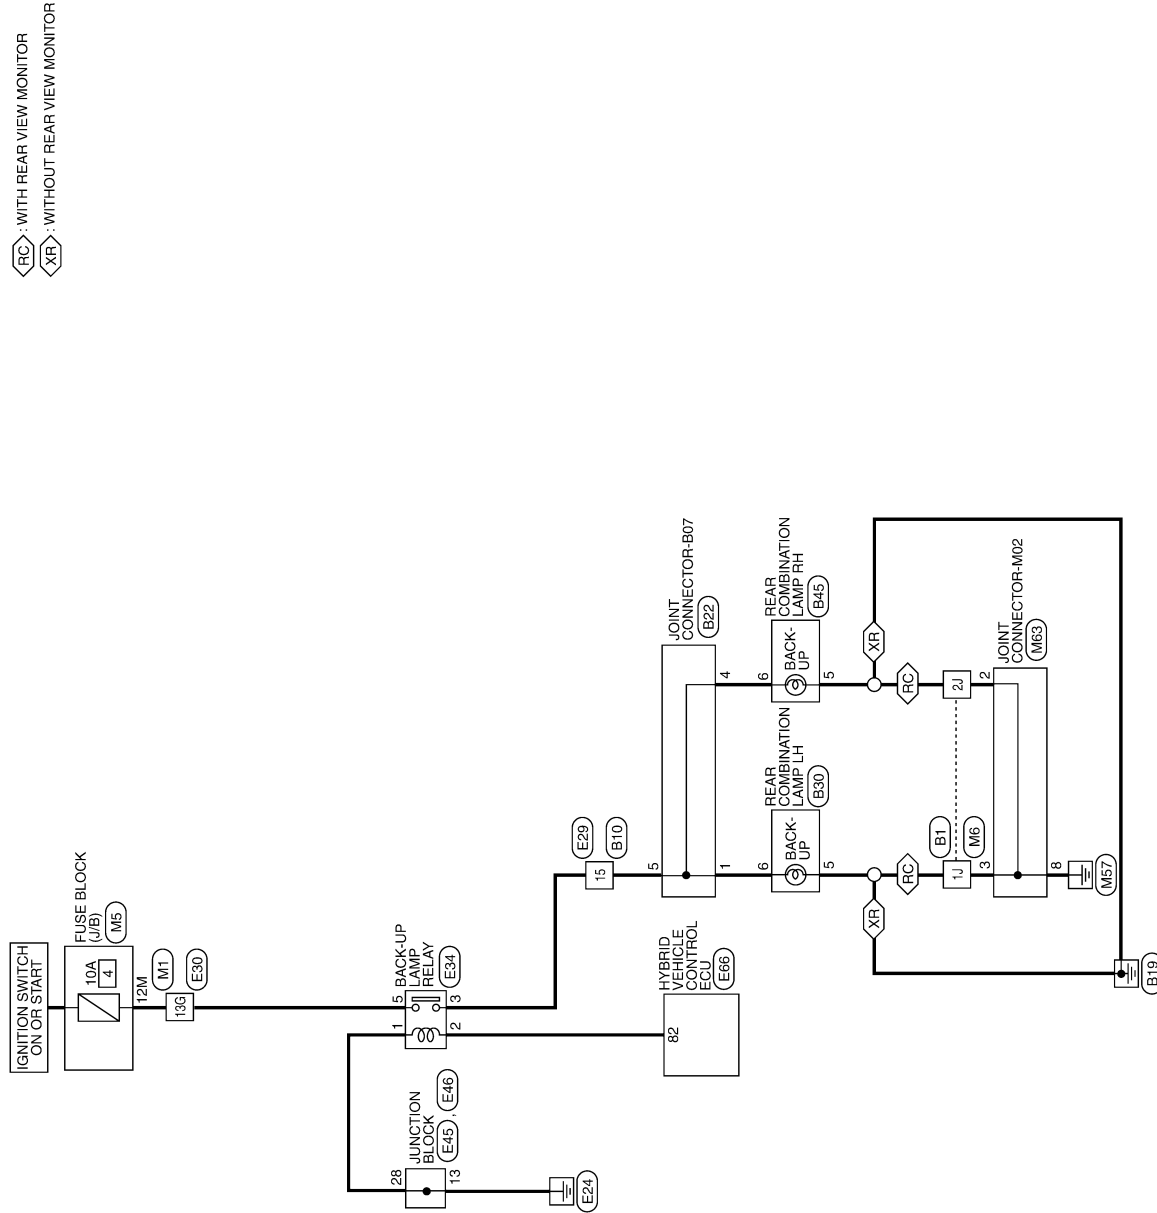 RC : WITH REAR VIEW MONITOR
XR : WITHOUT REAR VIEW MONITOR
IGNITION SWITCH
ON OR START
FUSE BLOCK
(J/B)
M5
10A
4
12M
13G
M1
E30
BACK-UP
LAMP
RELAY
E34
1
5
2
3
JUNCTION
BLOCK
E45 , E46
28
13
E24
HYBRID
VEHICLE
CONTROL
ECU
E66
82
15
E29
B10
JOINT
CONNECTOR-B07
B22
5
1
4
REAR
COMBINATION
LAMP LH
B30
6
BACK-
UP
5
REAR
COMBINATION
LAMP RH
B45
6
BACK-
UP
5
XR
RC
XR
RC
1J
B1
M6
2J
JOINT
CONNECTOR-M02
M63
3
2
8
M57
B19